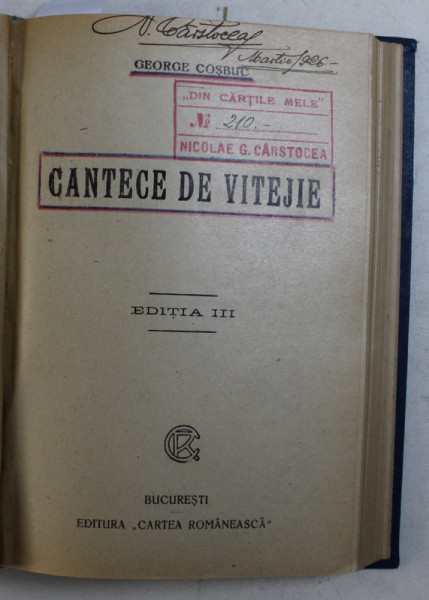 N. Cârstocea
Martie 1926 -
GEORGE COȘBUC
„DIN CĂRȚILE MELE"
№ 210.-
NICOLAE G. CÂRSTOCEA
CANTECE DE VITEJIE
EDIȚIA III
BUCUREȘTI
EDITURA „CARTEA ROMÂNEASCĂ"